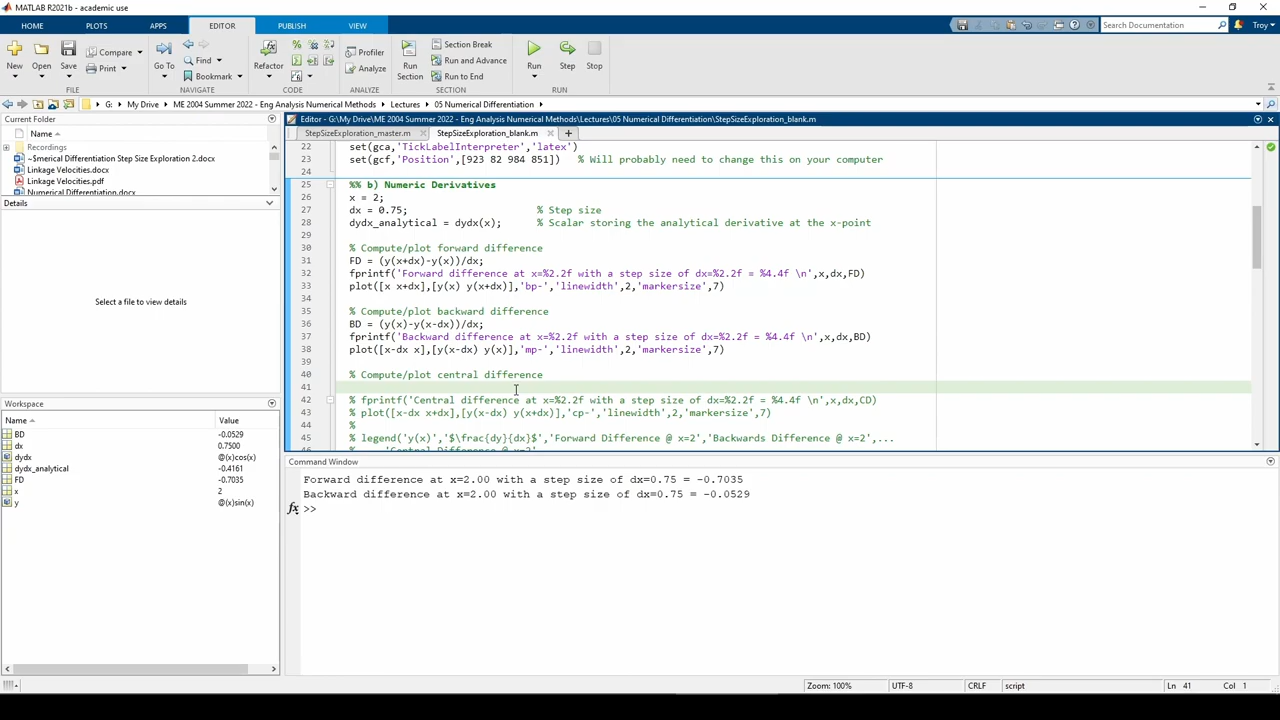 MATLAB R2021b - academic use
HOME PLOTS APPS EDITOR PUBLISH VIEW
Search Documentation
Troy
New Open Save
Compare
Print
Go To
Find
Bookmark
Refactor
Profiler
Analyze
Run Section
Section Break
Run and Advance
Run to End
Run Step Stop
FILE NAVIGATE CODE ANALYZE SECTION RUN
G: My Drive ME 2004 Summer 2022 - Eng Analysis Numerical Methods Lectures 05 Numerical Differentiation
Current Folder
Name
Recordings
~$merical Differentiation Step Size Exploration 2.docx
Linkage Velocities.docx
Linkage Velocities.pdf
Numerical Differentiation.docx
Details
Select a file to view details
Workspace
Name Value
BD -0.0529
dx 0.7500
dydx @(x)cos(x)
dydx_analytical -0.4161
FD -0.7035
x 2
y @(x)sin(x)
Editor - G:\My Drive\ME 2004 Summer 2022 - Eng Analysis Numerical Methods\Lectures\05 Numerical Differentiation\StepSizeExploration_blank.m
StepSizeExploration_master.m StepSizeExploration_blank.m
22 set(gca,'TickLabelInterpreter','latex')
23 set(gcf,'Position',[923 82 984 851]) % Will probably need to change this on your computer
24
25 %% b) Numeric Derivatives
26 x = 2;
27 dx = 0.75; % Step size
28 dydx_analytical = dydx(x); % Scalar storing the analytical derivative at the x-point
29
30 % Compute/plot forward difference
31 FD = (y(x+dx)-y(x))/dx;
32 fprintf('Forward difference at x=%2.2f with a step size of dx=%2.2f = %4.4f \n',x,dx,FD)
33 plot([x x+dx],[y(x) y(x+dx)],'bp-','linewidth',2,'markersize',7)
34
35 % Compute/plot backward difference
36 BD = (y(x)-y(x-dx))/dx;
37 fprintf('Backward difference at x=%2.2f with a step size of dx=%2.2f = %4.4f \n',x,dx,BD)
38 plot([x-dx x],[y(x-dx) y(x)],'mp-','linewidth',2,'markersize',7)
39
40 % Compute/plot central difference
41
42 % fprintf('Central difference at x=%2.2f with a step size of dx=%2.2f = %4.4f \n',x,dx,CD)
43 % plot([x-dx x+dx],[y(x-dx) y(x+dx)],'cp-','linewidth',2,'markersize',7)
44 %
45 % legend('y(x)','$\frac{dy}{dx}$','Forward Difference @ x=2','Backwards Difference @ x=2',...
46 % 'Central Difference @ x=2'
Command Window
Forward difference at x=2.00 with a step size of dx=0.75 = -0.7035
Backward difference at x=2.00 with a step size of dx=0.75 = -0.0529
fx >>
Zoom: 100% UTF-8 CRLF script Ln 41 Col 1